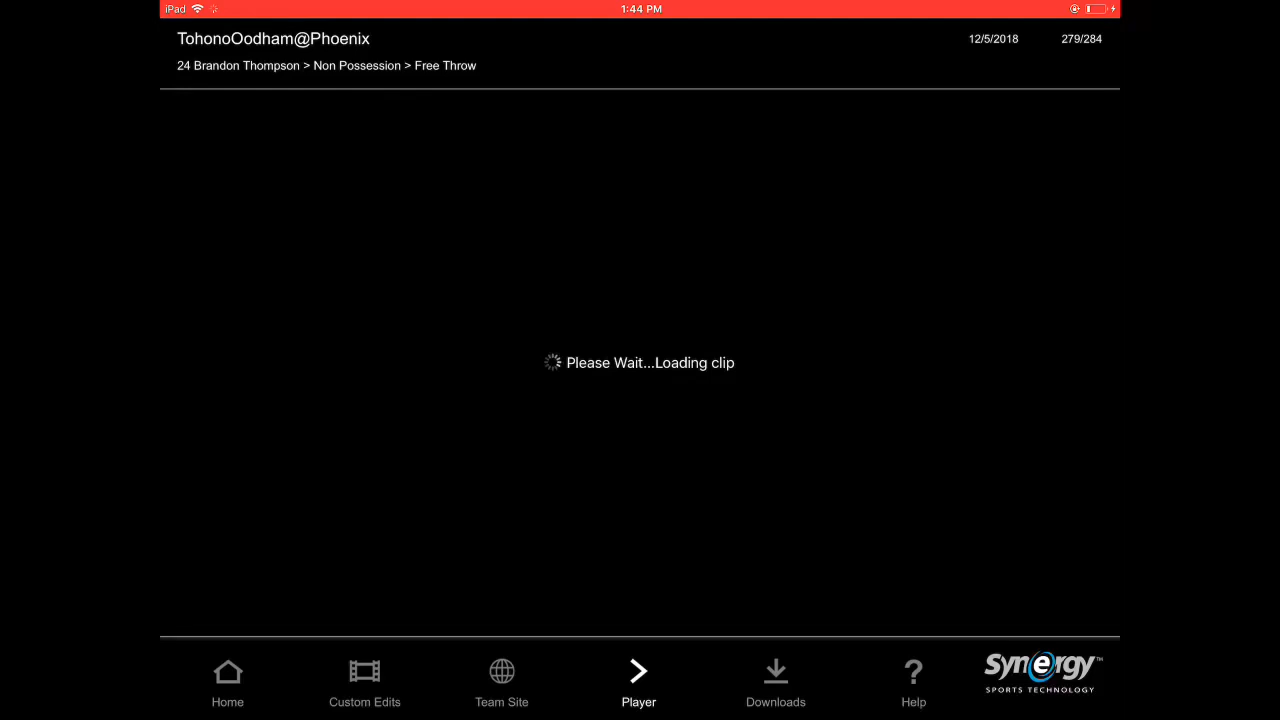 iPad 1:44 PM
TohonoOodham@Phoenix 12/5/2018 279/284
24 Brandon Thompson > Non Possession > Free Throw
Please Wait...Loading clip
Home Custom Edits Team Site Player Downloads Help
Synergy™
SPORTS TECHNOLOGY